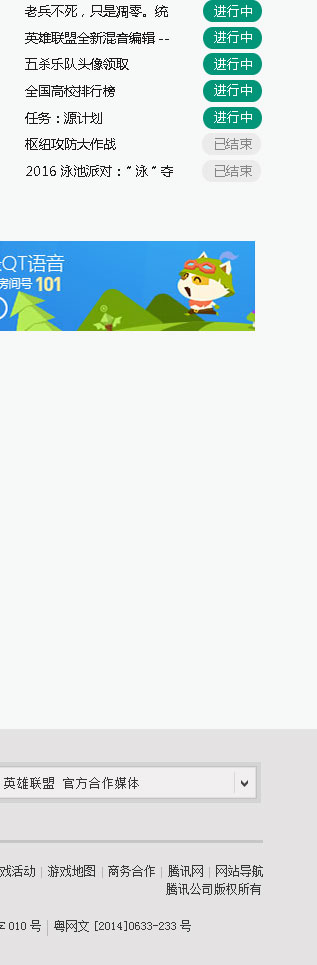 老兵不死，只是凋零。统 进行中
英雄联盟全新混音编辑 -- 进行中
五杀乐队头像领取 进行中
全国高校排行榜 进行中
任务：源计划 进行中
枢纽攻防大作战 已结束
2016 泳池派对：“泳”夺 已结束
QT语音
房间号 101
英雄联盟 官方合作媒体
戏活动 | 游戏地图 | 商务合作 | 腾讯网 | 网站导航
腾讯公司版权所有
字 010 号 | 粤网文 [2014]0633-233 号